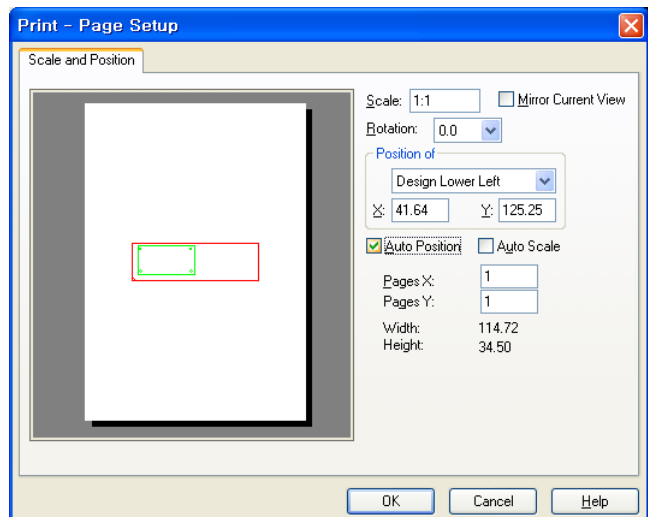 Print - Page Setup
Scale and Position
Scale: 1:1 Mirror Current View
Rotation: 0.0
Position of
Design Lower Left
X: 41.64 Y: 125.25
Auto Position Auto Scale
Pages X: 1
Pages Y: 1
Width: 114.72
Height: 34.50
OK Cancel Help